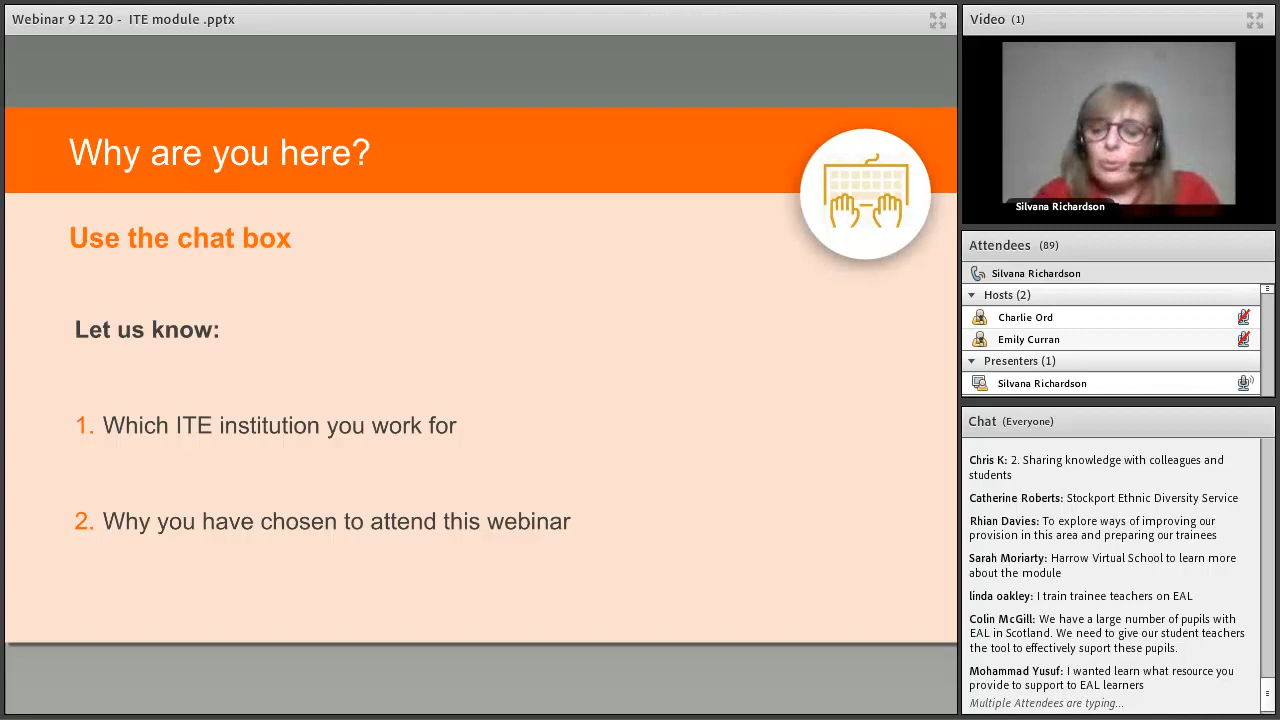 Webinar 9 12 20 - ITE module .pptx
Why are you here?
Use the chat box
Let us know:
1. Which ITE institution you work for
2. Why you have chosen to attend this webinar
Video (1)
Silvana Richardson
Attendees (89)
Silvana Richardson
Hosts (2)
Charlie Ord
Emily Curran
Presenters (1)
Silvana Richardson
Chat (Everyone)
Chris K: 2. Sharing knowledge with colleagues and
students
Catherine Roberts: Stockport Ethnic Diversity Service
Rhian Davies: To explore ways of improving our
provision in this area and preparing our trainees
Sarah Moriarty: Harrow Virtual School to learn more
about the module
linda oakley: I train trainee teachers on EAL
Colin McGill: We have a large number of pupils with
EAL in Scotland. We need to give our student teachers
the tool to effectively suport these pupils.
Mohammad Yusuf: I wanted learn what resource you
provide to support to EAL learners
Multiple Attendees are typing...